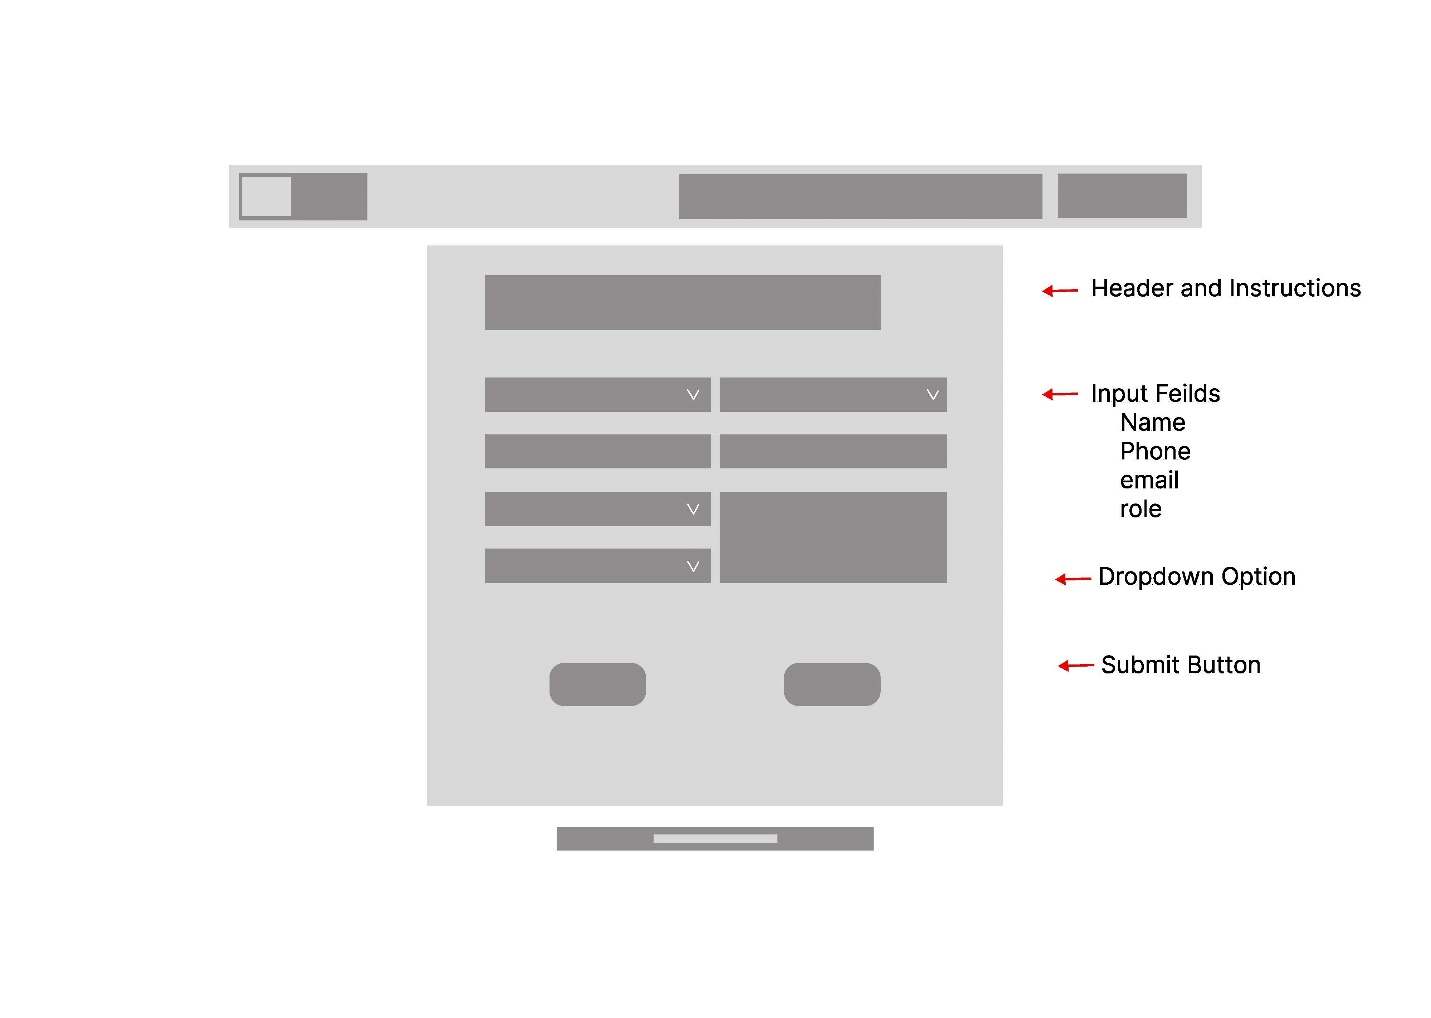 Header and Instructions
Input Feilds
Name
Phone
email
role
Dropdown Option
Submit Button